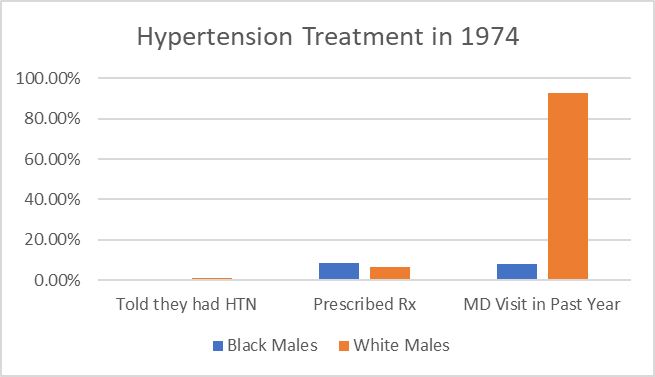 Hypertension Treatment in 1974
100.00%
80.00%
60.00%
40.00%
20.00%
0.00%
Told they had HTN Prescribed Rx MD Visit in Past Year
Black Males White Males